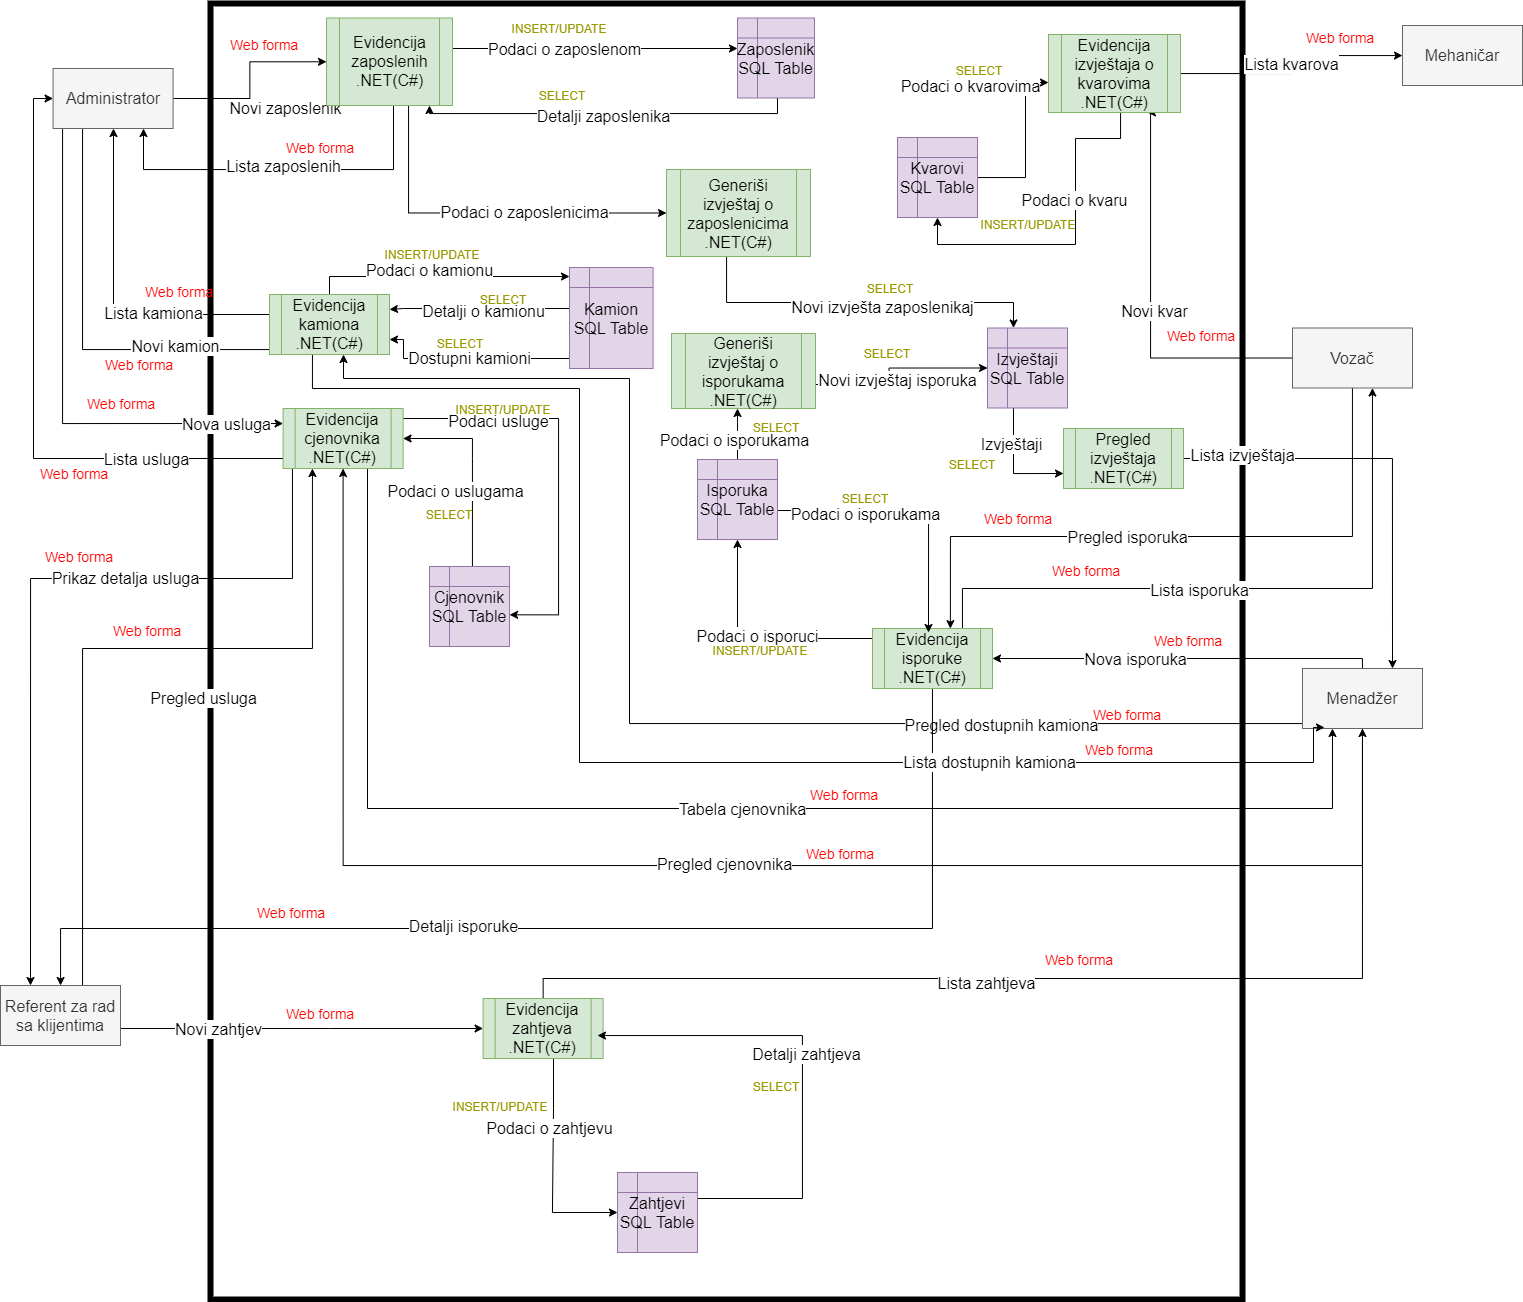 INSERT/UPDATE
Web forma
Evidencija
zaposlenih
.NET(C#)
Podaci o zaposlenom
Zaposlenik
SQL Table
Evidencija
izvještaja o
kvarovima
.NET(C#)
Web forma
Lista kvarova
Mehaničar
SELECT
Podaci o kvarovima
Administrator
Novi zaposlenik
SELECT
Detalji zaposlenika
Web forma
Lista zaposlenih
Kvarovi
SQL Table
Generiši
izvještaj o
zaposlenicima
.NET(C#)
Podaci o zaposlenicima
Podaci o kvaru
INSERT/UPDATE
INSERT/UPDATE
Podaci o kamionu
Web forma
Lista kamiona
Evidencija
kamiona
.NET(C#)
SELECT
Detalji o kamionu
Kamion
SQL Table
SELECT
Novi izvješta zaposlenikaj
Novi kvar
Web forma
Vozač
Novi kamion
Web forma
SELECT
Dostupni kamioni
Generiši
izvještaj o
isporukama
.NET(C#)
SELECT
Novi izvještaj isporuka
Izvještaji
SQL Table
Web forma
Nova usluga
Evidencija
cjenovnika
.NET(C#)
INSERT/UPDATE
Podaci usluge
SELECT
Podaci o isporukama
Izvještaji
SELECT
Pregled
izvještaja
.NET(C#)
Lista izvještaja
Lista usluga
Web forma
Podaci o uslugama
SELECT
Isporuka
SQL Table
SELECT
Podaci o isporukama
Web forma
Pregled isporuka
Web forma
Prikaz detalja usluga
Web forma
Lista isporuka
Cjenovnik
SQL Table
Web forma
Podaci o isporuci
INSERT/UPDATE
Evidencija
isporuke
.NET(C#)
Web forma
Nova isporuka
Menadžer
Pregled usluga
Web forma
Pregled dostupnih kamiona
Web forma
Lista dostupnih kamiona
Web forma
Tabela cjenovnika
Web forma
Pregled cjenovnika
Web forma
Detalji isporuke
Web forma
Lista zahtjeva
Referent za rad
sa klijentima
Web forma
Novi zahtjev
Evidencija
zahtjeva
.NET(C#)
Detalji zahtjeva
SELECT
INSERT/UPDATE
Podaci o zahtjevu
Zahtjevi
SQL Table